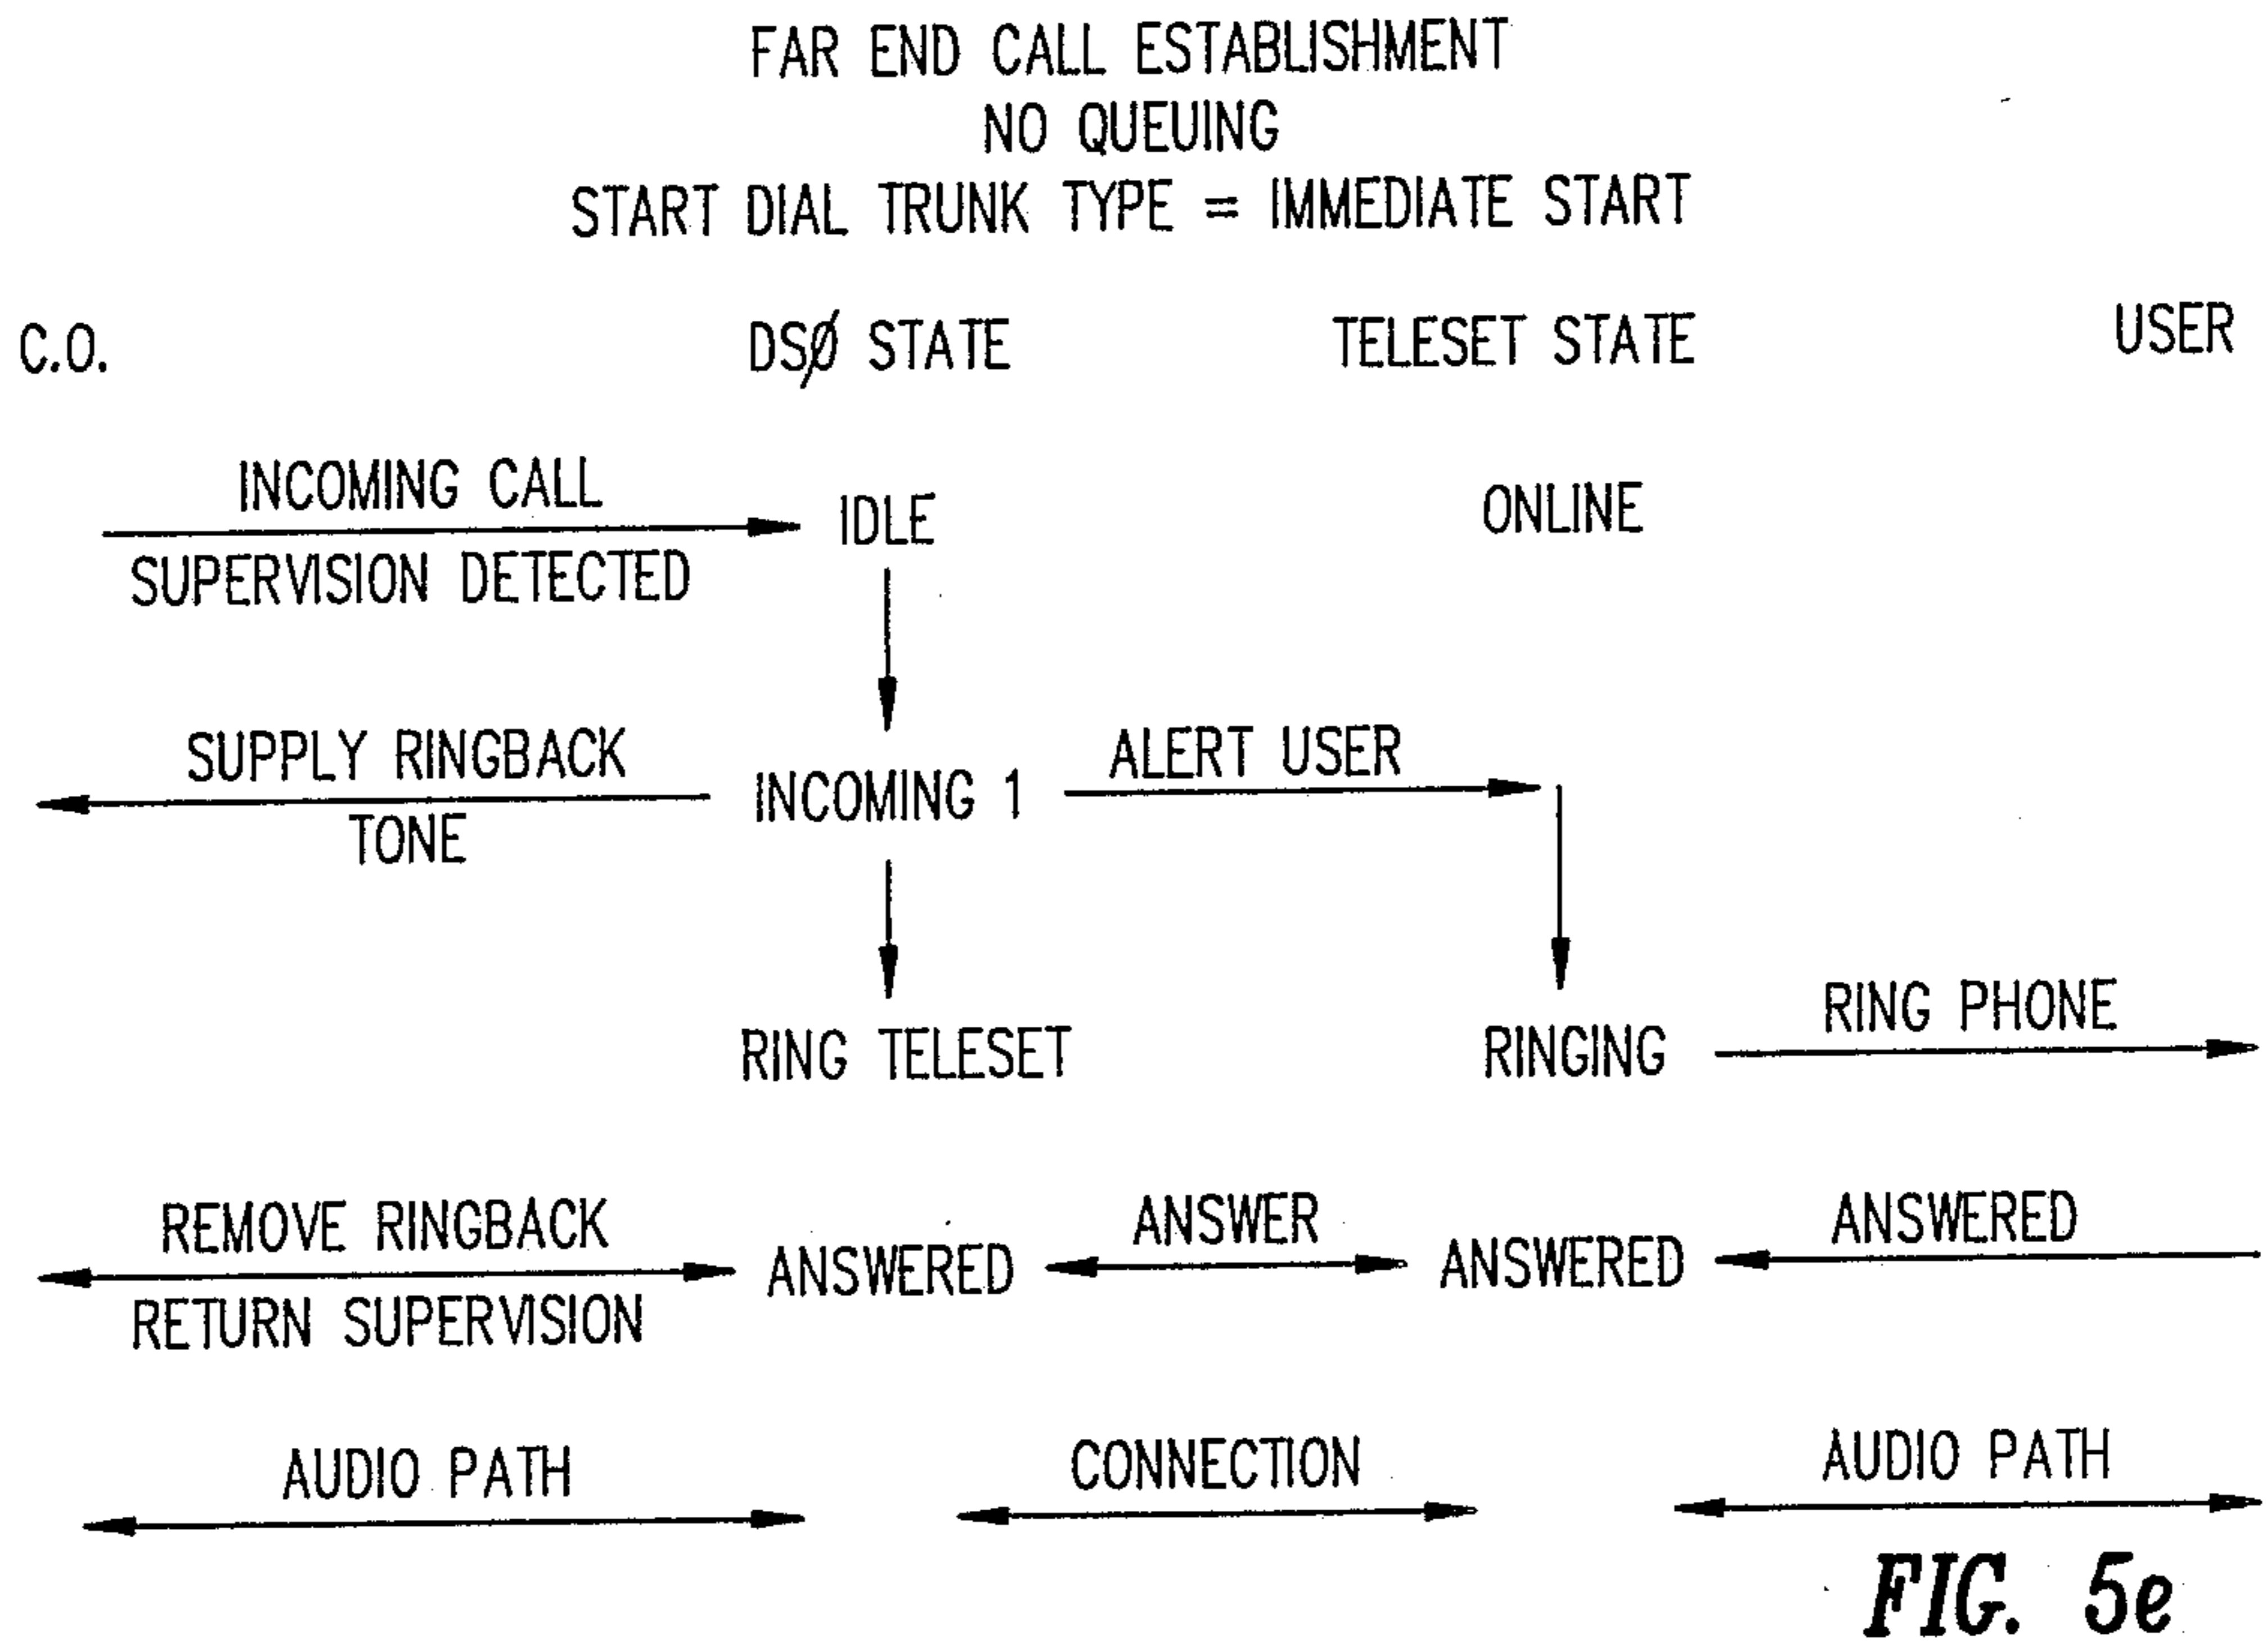 FAR END CALL ESTABLISHMENT
NO QUEUING
START DIAL TRUNK TYPE = IMMEDIATE START
C.O.
DSØ STATE
TELESET STATE
USER
INCOMING CALL
SUPERVISION DETECTED
IDLE
ONLINE
SUPPLY RINGBACK
TONE
INCOMING 1
ALERT USER
RING TELESET
RINGING
RING PHONE
REMOVE RINGBACK
RETURN SUPERVISION
ANSWERED
ANSWER
ANSWERED
ANSWERED
AUDIO PATH
CONNECTION
AUDIO PATH
FIG. 5e